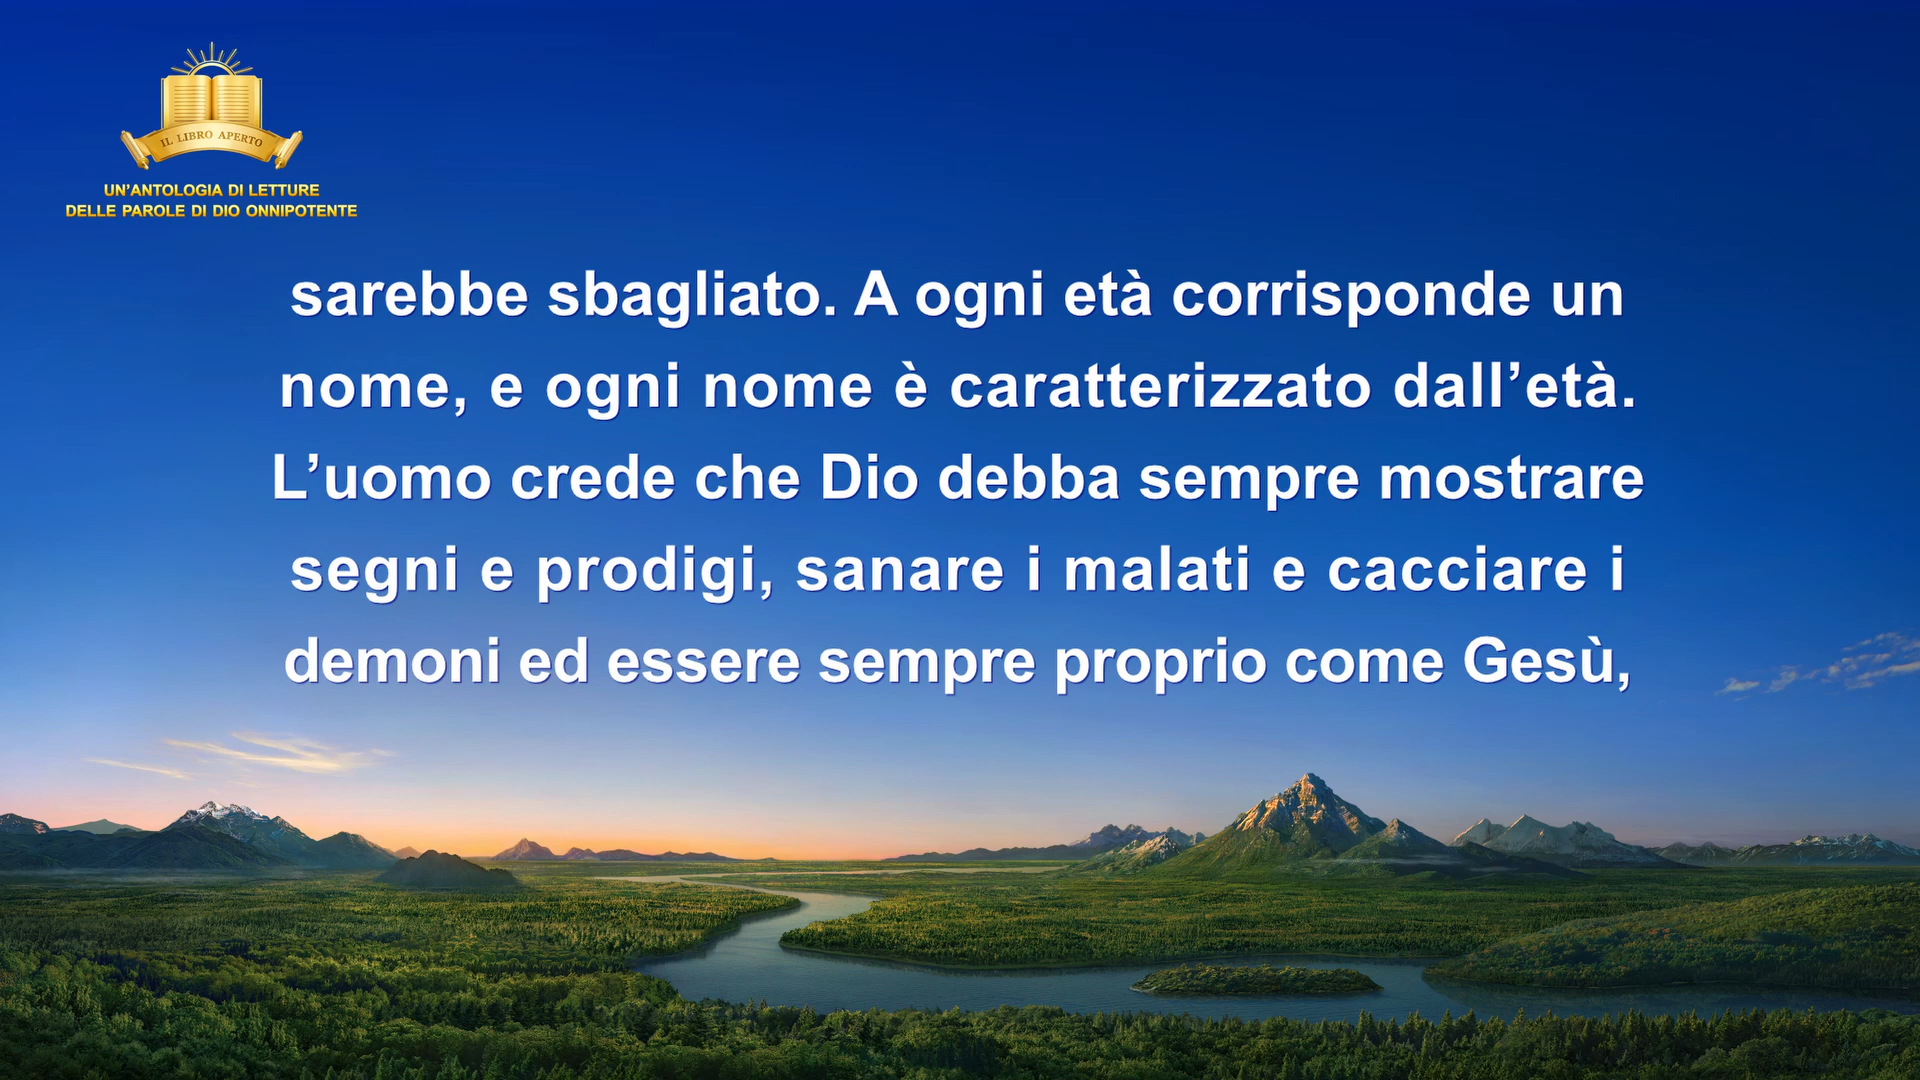 IL LIBRO APERTO
UN’ANTOLOGIA DI LETTURE
DELLE PAROLE DI DIO ONNIPOTENTE
sarebbe sbagliato. A ogni età corrisponde un
nome, e ogni nome è caratterizzato dall’età.
L’uomo crede che Dio debba sempre mostrare
segni e prodigi, sanare i malati e cacciare i
demoni ed essere sempre proprio come Gesù,